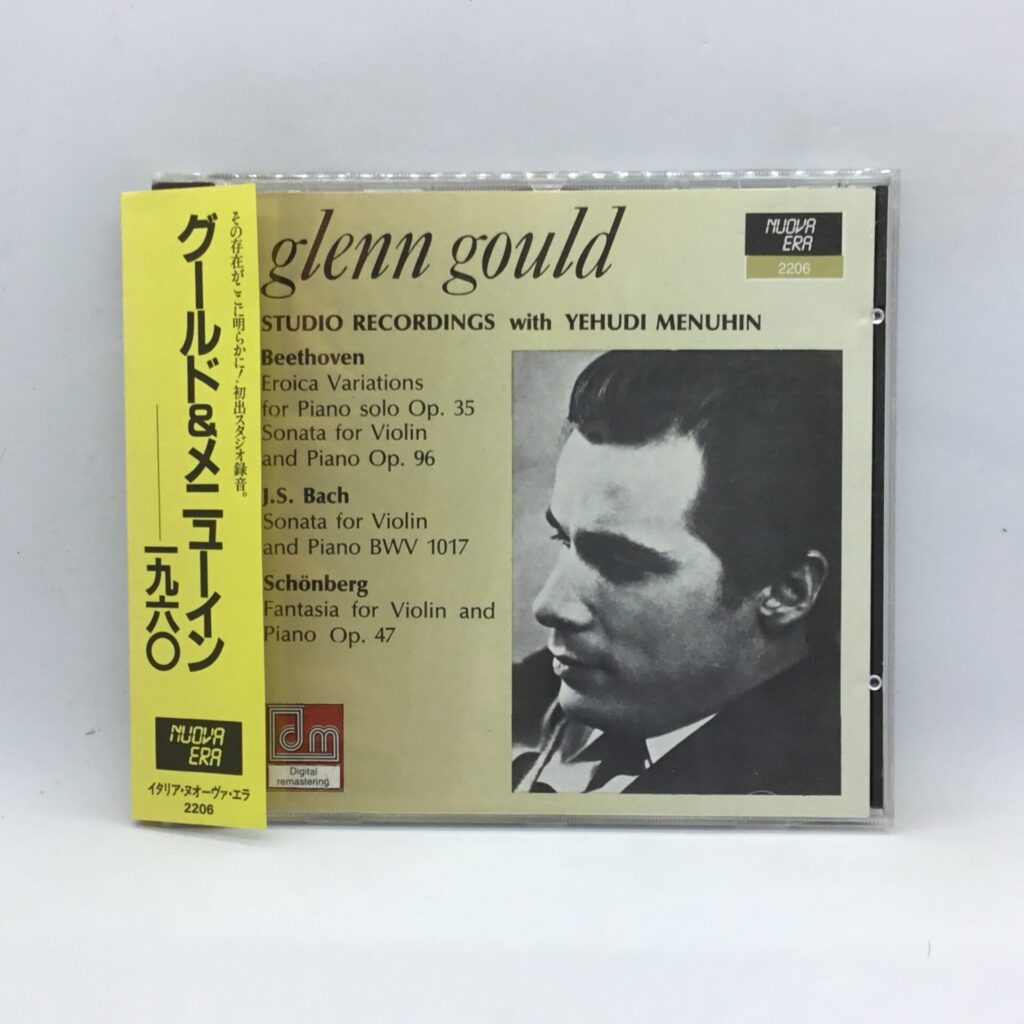 その存在がここに明らかに!初出スタジオ録音。
グールド&メニューイン
一九六〇
NUOVA
ERA
イタリア・ヌオーヴァ・エラ
2206
glenn gould
NUOVA
ERA
2206
STUDIO RECORDINGS with YEHUDI MENUHIN
Beethoven
Eroica Variations
for Piano solo Op. 35
Sonata for Violin
and Piano Op. 96
J.S. Bach
Sonata for Violin
and Piano BWV 1017
Schönberg
Fantasia for Violin and
Piano Op. 47
dm
Digital
remastering